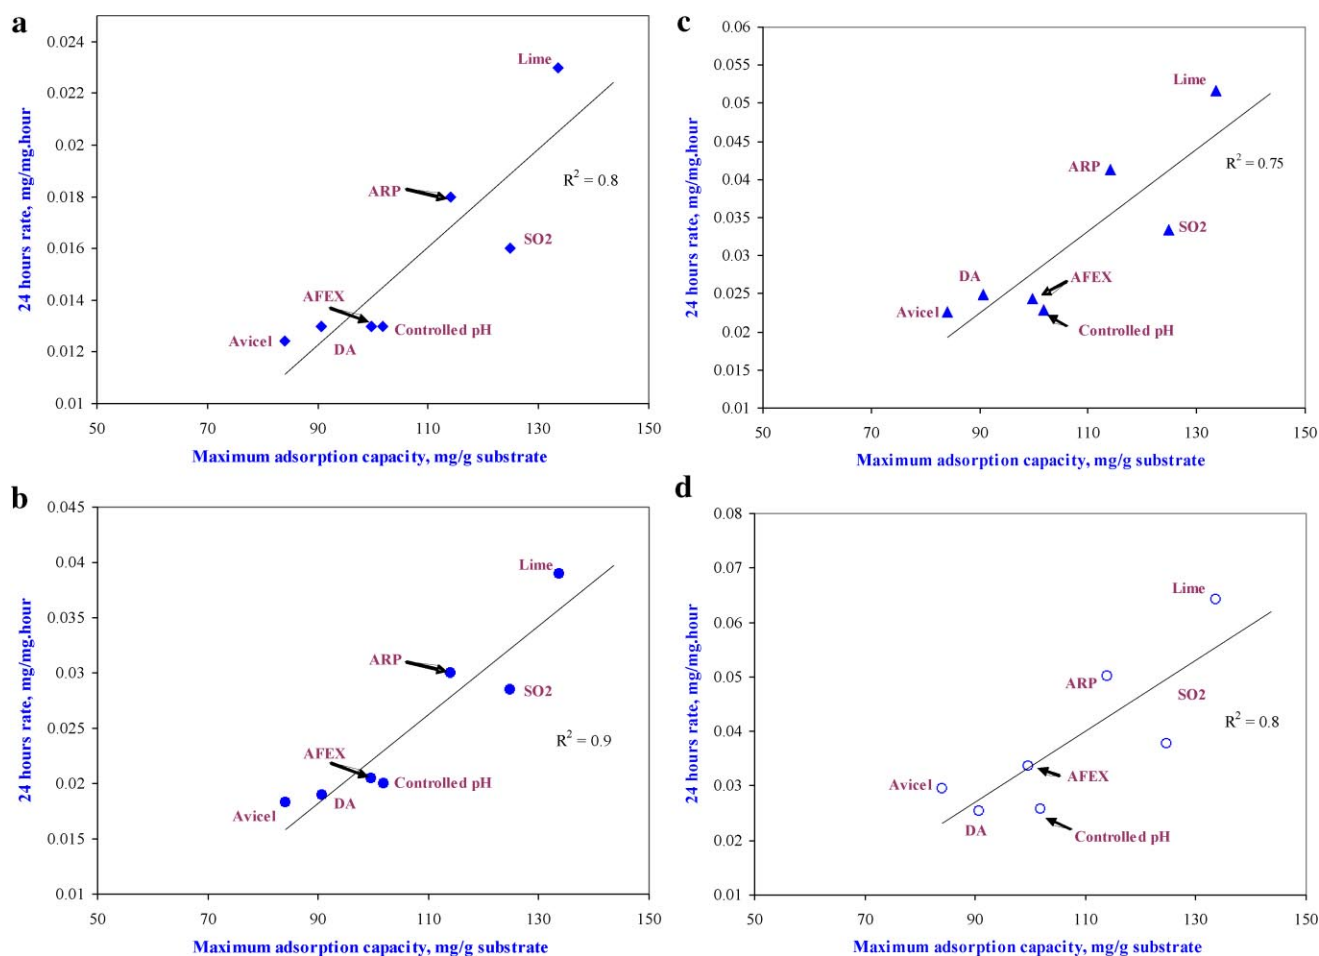 a
24 hours rate, mg/mg.hour
0.024
0.022
0.02
0.018
0.016
0.014
0.012
0.01
Lime
R² = 0.8
ARP
SO2
AFEX
Controlled pH
Avicel
DA
50 70 90 110 130 150
Maximum adsorption capacity, mg/g substrate
c
24 hours rate, mg/mg.hour
0.06
0.055
0.05
0.045
0.04
0.035
0.03
0.025
0.02
0.015
0.01
Lime
ARP
R² = 0.75
SO2
DA
AFEX
Avicel
Controlled pH
50 70 90 110 130 150
Maximum adsorption capacity, mg/g substrate
b
24 hours rate, mg/mg.hour
0.045
0.04
0.035
0.03
0.025
0.02
0.015
0.01
Lime
ARP
SO2
R² = 0.9
AFEX
Controlled pH
Avicel
DA
50 70 90 110 130 150
Maximum adsorption capacity, mg/g substrate
d
24 hours rate, mg/mg.hour
0.08
0.07
0.06
0.05
0.04
0.03
0.02
0.01
Lime
ARP
SO2
R² = 0.8
AFEX
Avicel
DA
Controlled pH
50 70 90 110 130 150
Maximum adsorption capacity, mg/g substrate